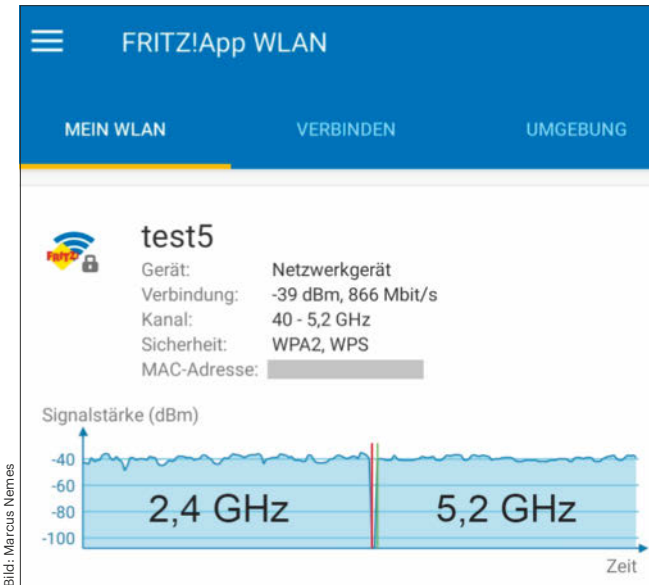 FRITZ!App WLAN
MEIN WLAN VERBINDEN UMGEBUNG
FRITZ!
test5
Gerät: Netzwerkgerät
Verbindung: -39 dBm, 866 Mbit/s
Kanal: 40 - 5,2 GHz
Sicherheit: WPA2, WPS
MAC-Adresse:
Signalstärke (dBm)
-40
-60
-80
-100
2,4 GHz 5,2 GHz
Zeit
Bild: Marcus Nemes